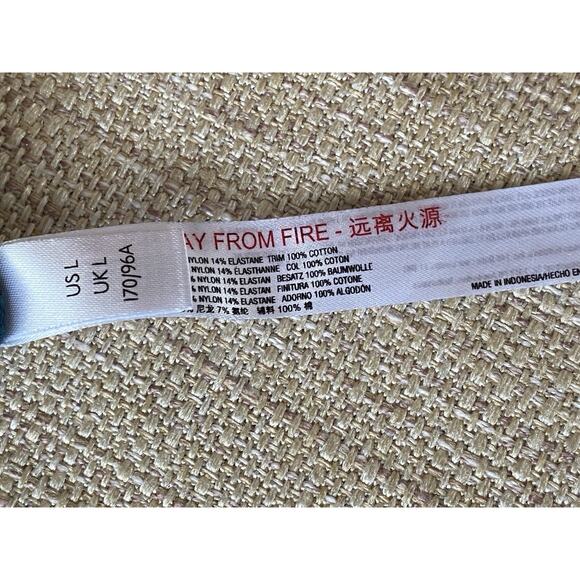 US L
UK L
170/96A
AY FROM FIRE - 远离火源
NYLON 14% ELASTANE TRIM 100% COTTON
NYLON 14% ELASTHANNE COL 100% COTON
% NYLON 14% ELASTAN BESATZ 100% BAUMWOLLE
% NYLON 14% ELASTAN FINITURA 100% COTONE
% NYLON 14% ELASTANE ADORNO 100% ALGODÓN
% 尼龙 7% 氨纶 辅料 100% 棉
MADE IN INDONESIA/HECHO EN